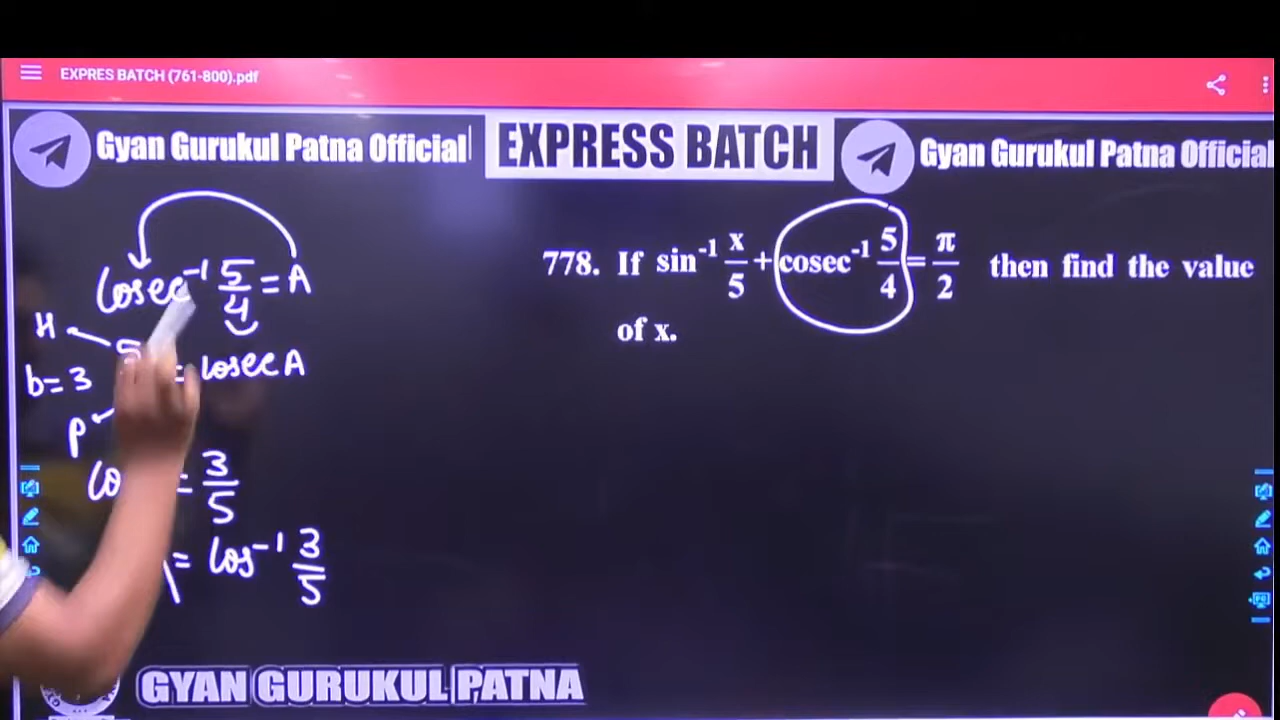 EXPRES BATCH (761-800).pdf
Gyan Gurukul Patna Official
EXPRESS BATCH
Gyan Gurukul Patna Official
cosec⁻¹ 5/4 = A
H
5
b=3
= cosec A
P
co = 3/5
= cos⁻¹ 3/5
778. If sin⁻¹ x/5 + cosec⁻¹ 5/4 = π/2 then find the value
of x.
GYAN GURUKUL PATNA